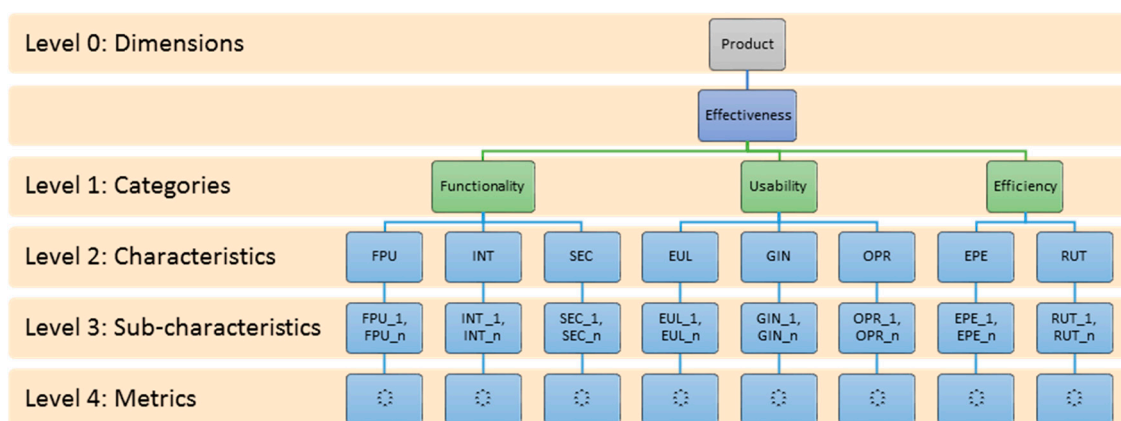 Level 0: Dimensions
Product
Effectiveness
Level 1: Categories
Functionality
Usability
Efficiency
Level 2: Characteristics
FPU
INT
SEC
EUL
GIN
OPR
EPE
RUT
Level 3: Sub-characteristics
FPU_1,
FPU_n
INT_1,
INT_n
SEC_1,
SEC_n
EUL_1,
EUL_n
GIN_1,
GIN_n
OPR_1,
OPR_n
EPE_1,
EPE_n
RUT_1,
RUT_n
Level 4: Metrics